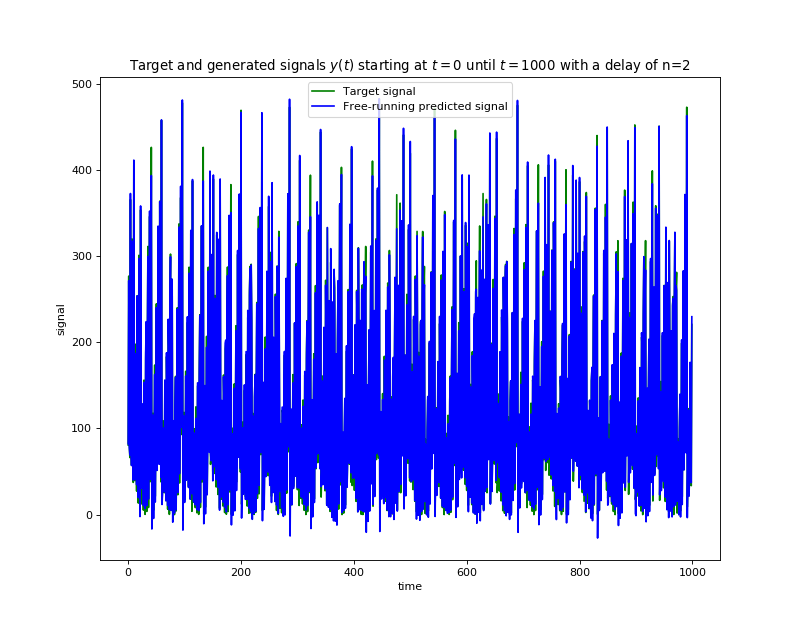 Target and generated signals y(t) starting at t = 0 until t = 1000 with a delay of n=2
Target signal
Free-running predicted signal
500
400
300
200
100
0
signal
0 200 400 600 800 1000
time